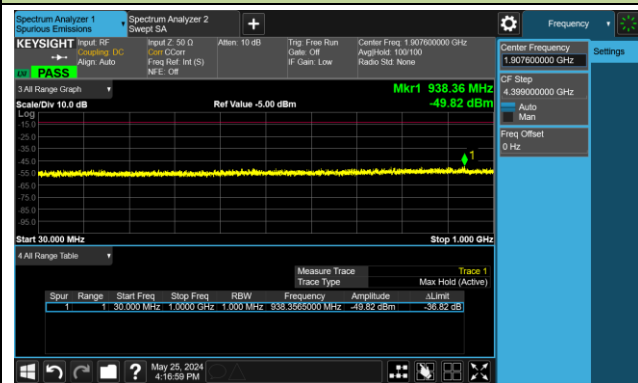 Spectrum Analyzer 1
Spurious Emissions
Spectrum Analyzer 2
Swept SA
+
Frequency
KEYSIGHT
Input: RF
Coupling: DC
Align: Auto
Input Z: 50 Ω
Corr CCorr
Freq Ref: Int (S)
NFE: Off
Atten: 10 dB
Trig: Free Run
Gate: Off
IF Gain: Low
Center Freq: 1.907600000 GHz
Avg|Hold: 100/100
Radio Std: None
PASS
Center Frequency
1.907600000 GHz
Settings
CF Step
4.399000000 GHz
Auto
Man
Freq Offset
0 Hz
3 All Range Graph
Mkr1 938.36 MHz
-49.82 dBm
Scale/Div 10.0 dB
Ref Value -5.00 dBm
Log
-15.0
-25.0
-35.0
-45.0
-55.0
-65.0
-75.0
-85.0
-95.0
1
Start 30.000 MHz
Stop 1.000 GHz
4 All Range Table
Measure Trace Trace 1
Trace Type Max Hold (Active)
Spur Range Start Freq Stop Freq RBW Frequency Amplitude ΔLimit
1 1 30.000 MHz 1.0000 GHz 1.000 MHz 938.3565000 MHz -49.82 dBm -36.82 dB
?
May 25, 2024
4:16:59 PM